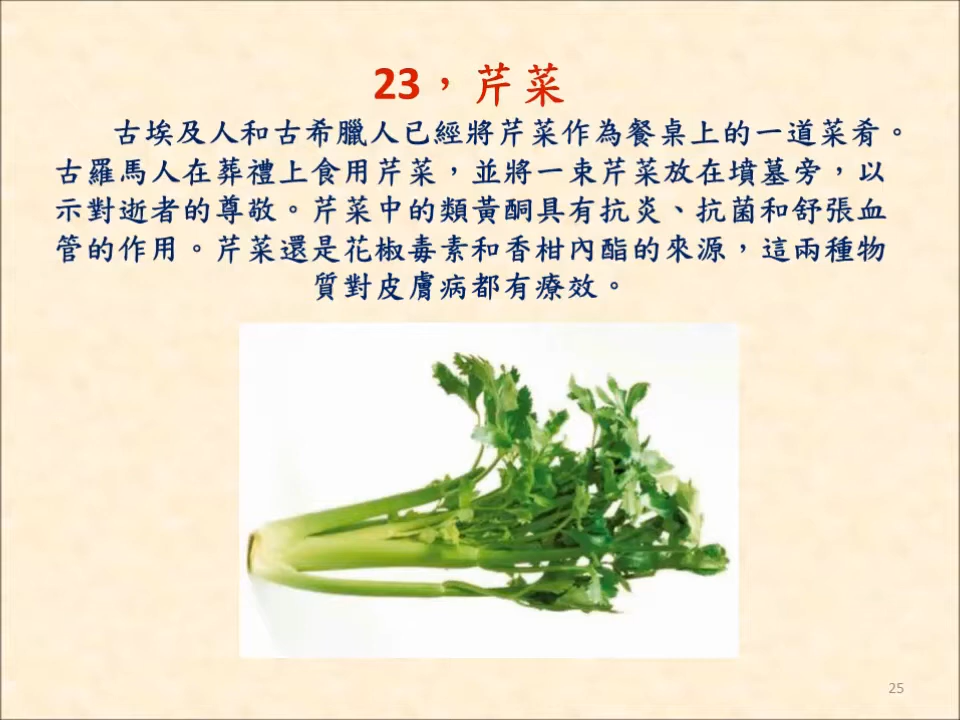 23，芹菜
古埃及人和古希臘人已經將芹菜作為餐桌上的一道菜肴。
古羅馬人在葬禮上食用芹菜，並將一束芹菜放在墳墓旁，以
示對逝者的尊敬。芹菜中的類黃酮具有抗炎、抗菌和舒張血
管的作用。芹菜還是花椒毒素和香柑內酯的來源，這兩種物
質對皮膚病都有療效。
25